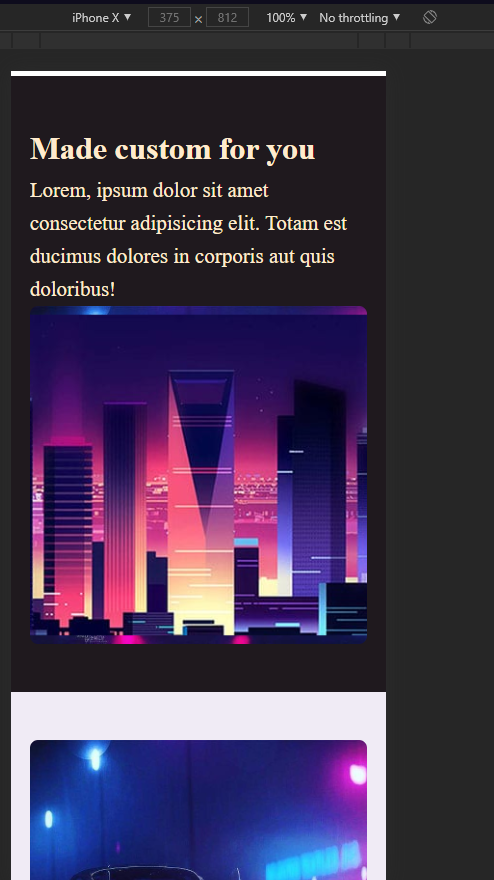 iPhone X ▼ 375 × 812 100% ▼ No throttling ▼
Made custom for you
Lorem, ipsum dolor sit amet
consectetur adipisicing elit. Totam est
ducimus dolores in corporis aut quis
doloribus!